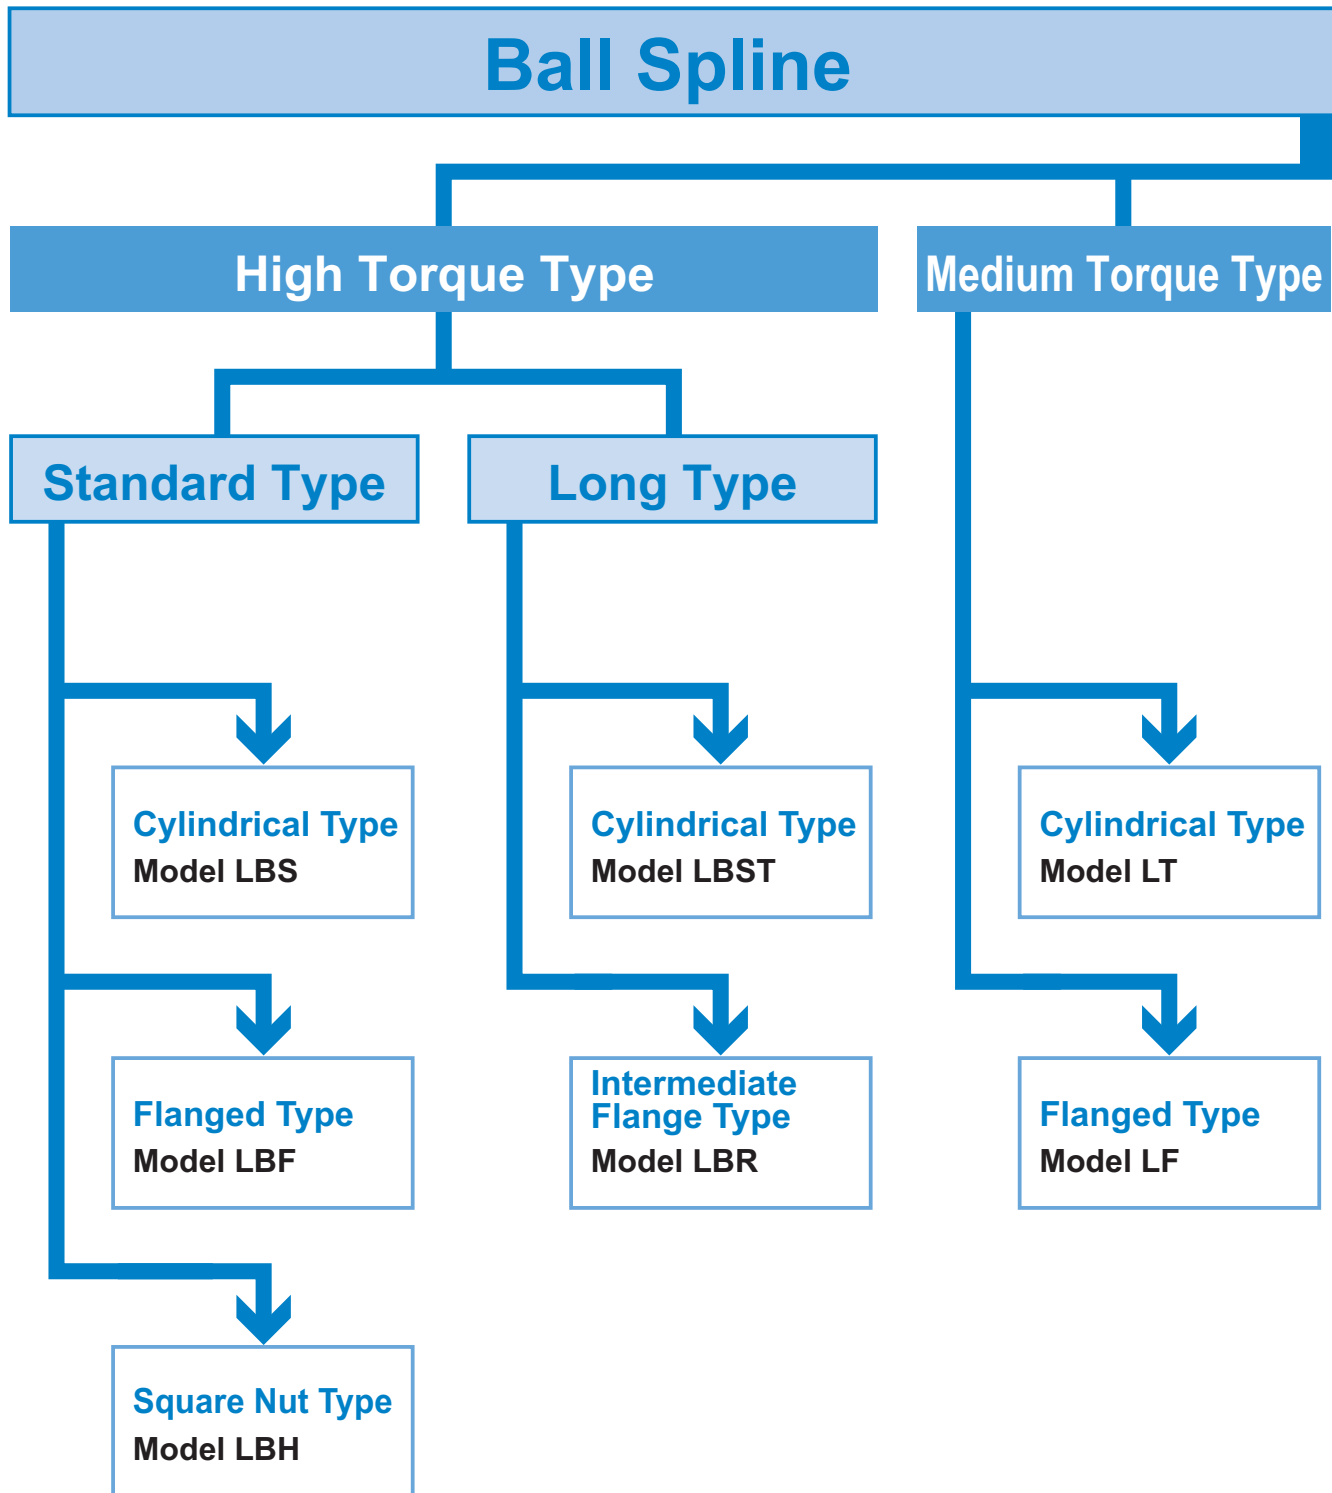 Ball Spline
High Torque Type
Medium Torque Type
Standard Type
Long Type
Cylindrical Type
Model LBS
Cylindrical Type
Model LBST
Cylindrical Type
Model LT
Flanged Type
Model LBF
Intermediate
Flange Type
Model LBR
Flanged Type
Model LF
Square Nut Type
Model LBH